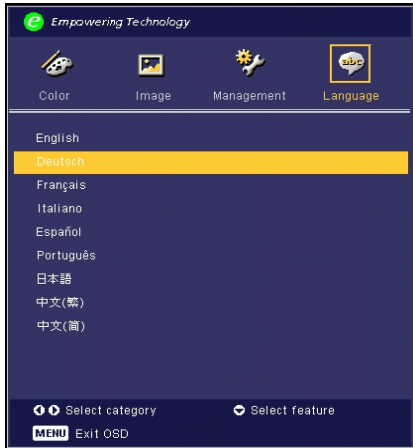 e Empowering Technology
abc
Color Image Management Language
English
Deutsch
Français
Italiano
Español
Português
日本語
中文(繁)
中文(简)
Select category Select feature
MENU Exit OSD